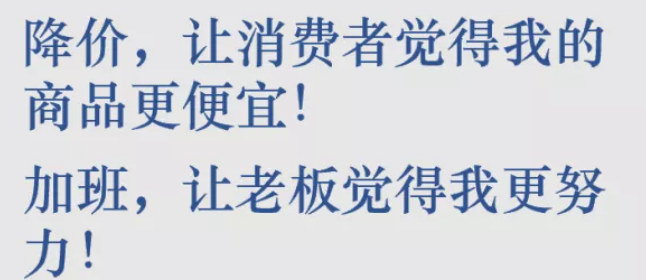 降价，让消费者觉得我的
商品更便宜！
加班，让老板觉得我更努
力！